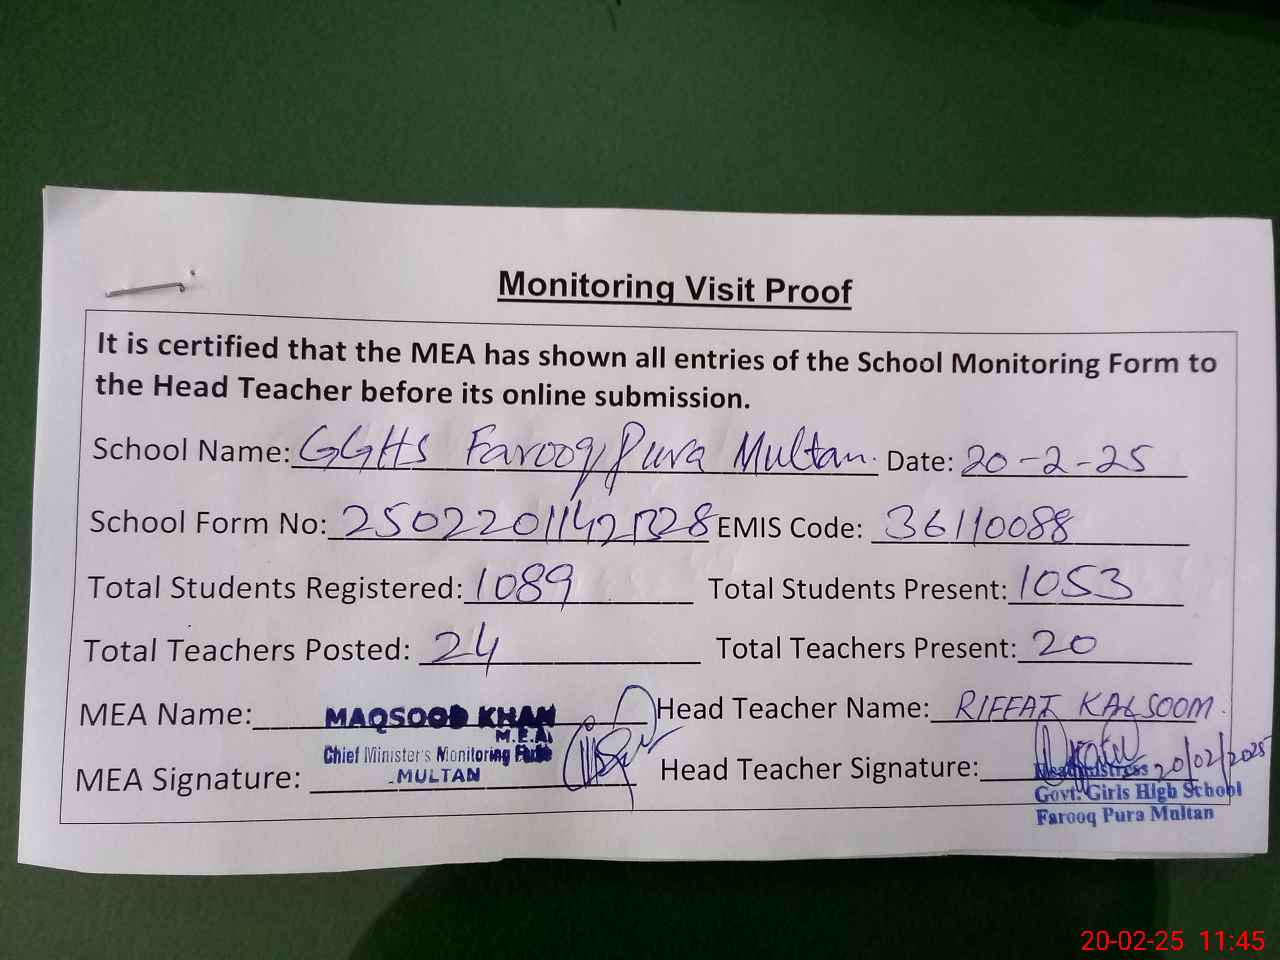 Monitoring Visit Proof
It is certified that the MEA has shown all entries of the School Monitoring Form to
the Head Teacher before its online submission.
School Name: GGHS Farooq Pura Multan. Date: 20-2-25
School Form No: EMIS Code: 36110088
Total Students Registered: 1089 Total Students Present: 1053
Total Teachers Posted: 24 Total Teachers Present: 20
MEA Name: MAQSOOD KHAN Head Teacher Name: RIFFAT KALSOOM.
M.E.A
Chief Minister's Monitoring Force
MULTAN
MEA Signature: Head Teacher Signature: 20/02/2025
Headmistress
Govt. Girls High School
Farooq Pura Multan
20-02-25 11:45